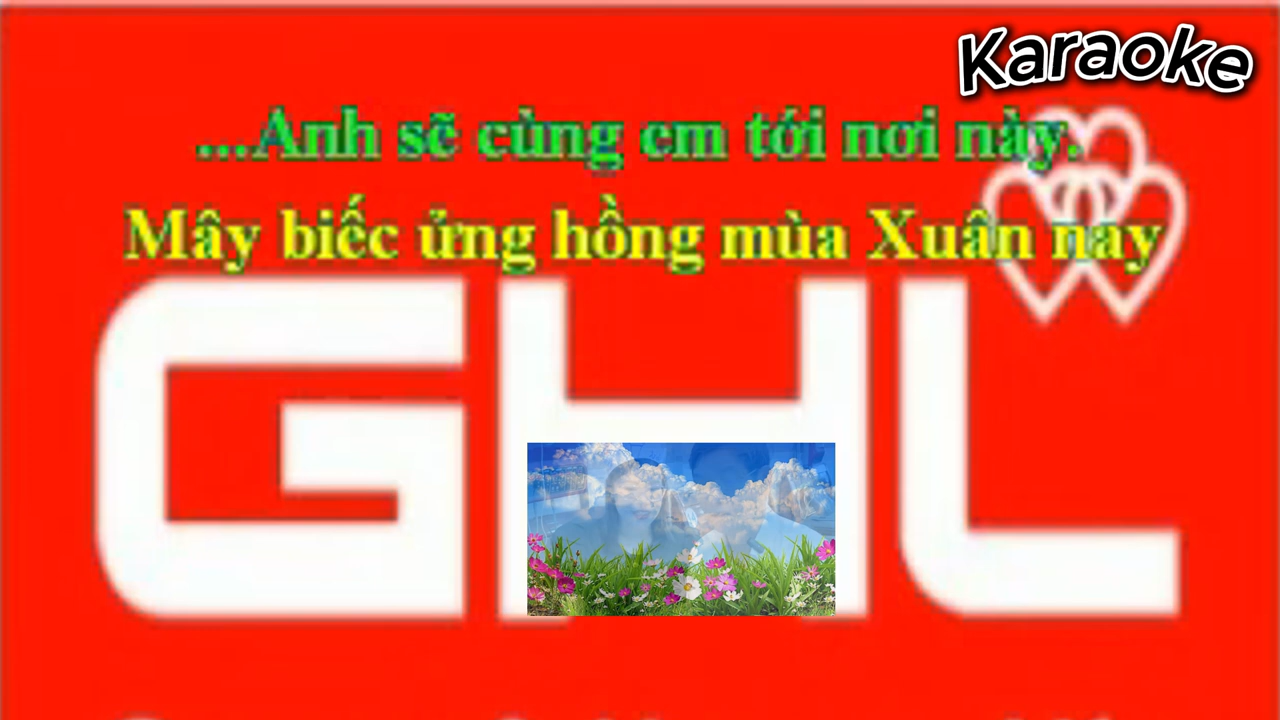 Karaoke
...Anh sẽ cùng em tới nơi này.
Mây biếc ửng hồng mùa Xuân nay
GHL